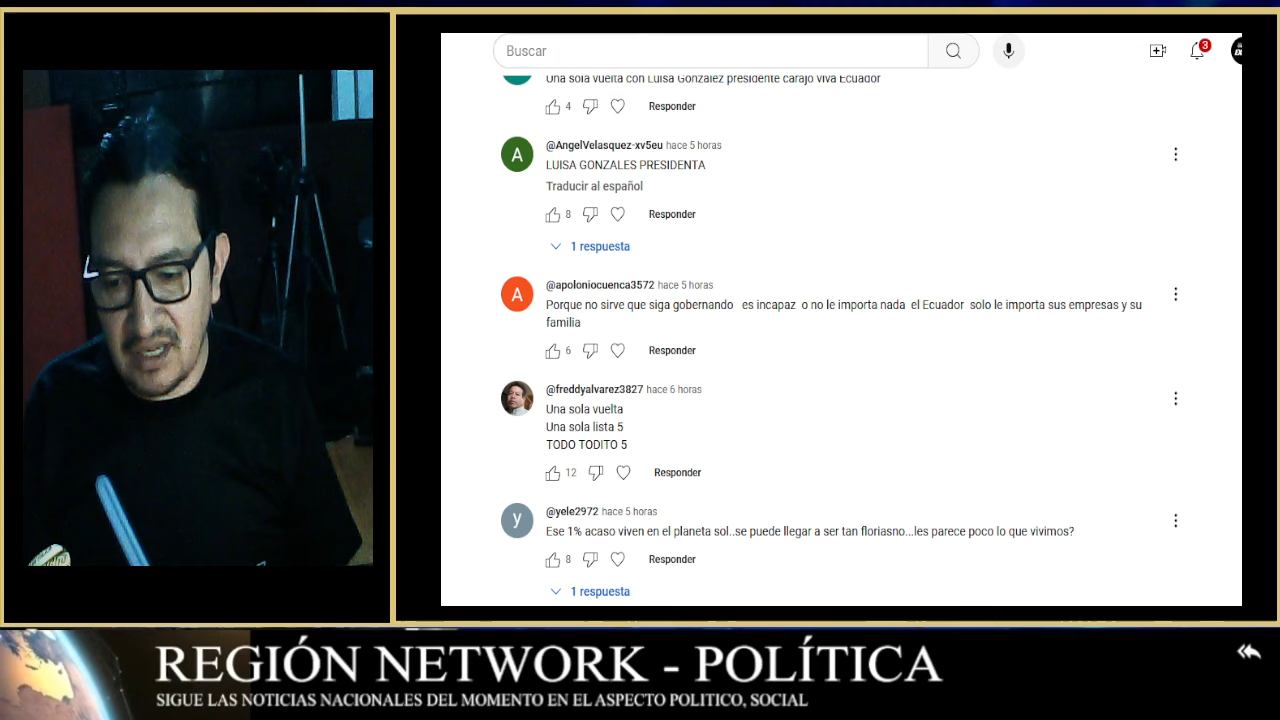 Buscar
3
Una sola vuelta con Luisa González presidente carajo viva Ecuador
4 Responder
A
@AngelVelasquez-xv5eu hace 5 horas
LUISA GONZALES PRESIDENTA
Traducir al español
8 Responder
1 respuesta
A
@apoloniocuenca3572 hace 5 horas
Porque no sirve que siga gobernando es incapaz o no le importa nada el Ecuador solo le importa sus empresas y su
familia
6 Responder
@freddyalvarez3827 hace 6 horas
Una sola vuelta
Una sola lista 5
TODO TODITO 5
12 Responder
y
@yele2972 hace 5 horas
Ese 1% acaso viven en el planeta sol..se puede llegar a ser tan floriasno...les parece poco lo que vivimos?
8 Responder
1 respuesta
REGIÓN NETWORK - POLÍTICA
SIGUE LAS NOTICIAS NACIONALES DEL MOMENTO EN EL ASPECTO POLITICO, SOCIAL